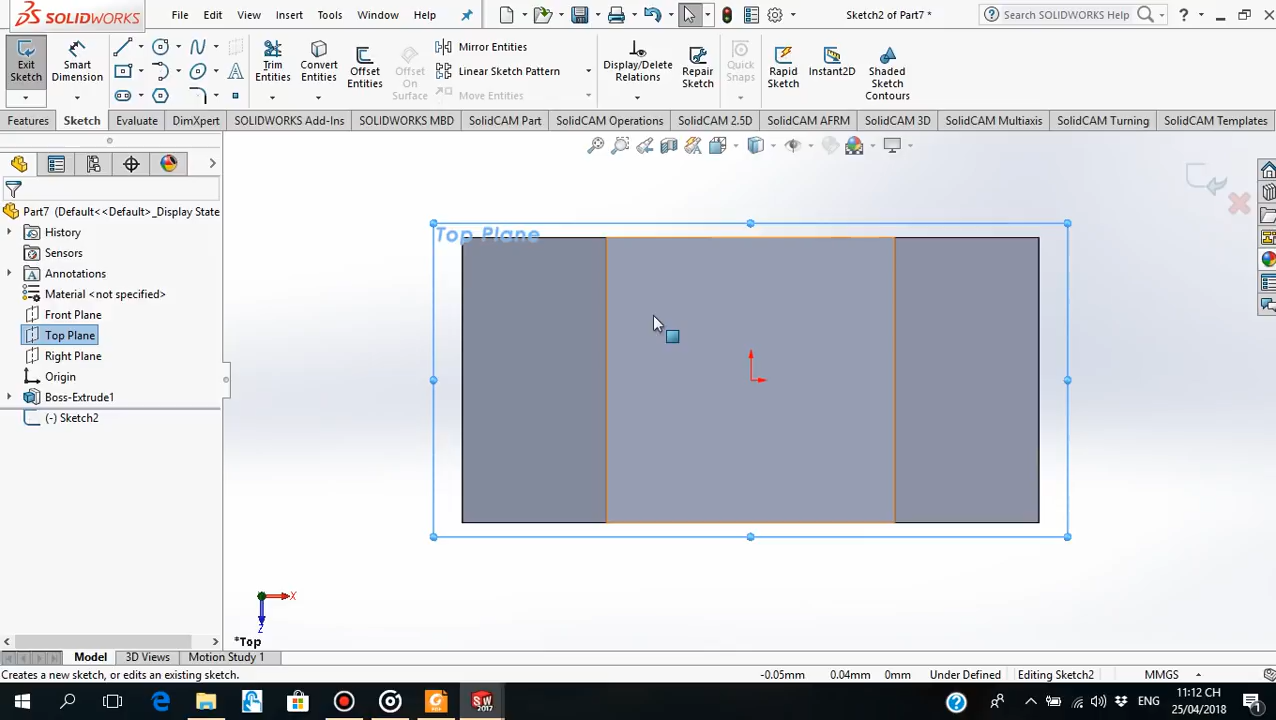 SOLIDWORKS
File Edit View Insert Tools Window Help
Sketch2 of Part7 *
Search SOLIDWORKS Help
?
Exit Sketch
Smart Dimension
Trim Entities
Convert Entities
Offset Entities
Offset On Surface
Mirror Entities
Linear Sketch Pattern
Move Entities
Display/Delete Relations
Repair Sketch
Quick Snaps
Rapid Sketch
Instant2D
Shaded Sketch Contours
Features Sketch Evaluate DimXpert SOLIDWORKS Add-Ins SOLIDWORKS MBD SolidCAM Part SolidCAM Operations SolidCAM 2.5D SolidCAM AFRM SolidCAM 3D SolidCAM Multiaxis SolidCAM Turning SolidCAM Templates
Part7 (Default<<Default>_Display State
History
Sensors
Annotations
Material <not specified>
Front Plane
Top Plane
Right Plane
Origin
Boss-Extrude1
(-) Sketch2
Top Plane
X
Z
*Top
Model 3D Views Motion Study 1
Creates a new sketch, or edits an existing sketch.
-0.05mm 0.04mm 0mm Under Defined Editing Sketch2 MMGS
SW
2017
ENG
11:12 CH
25/04/2018